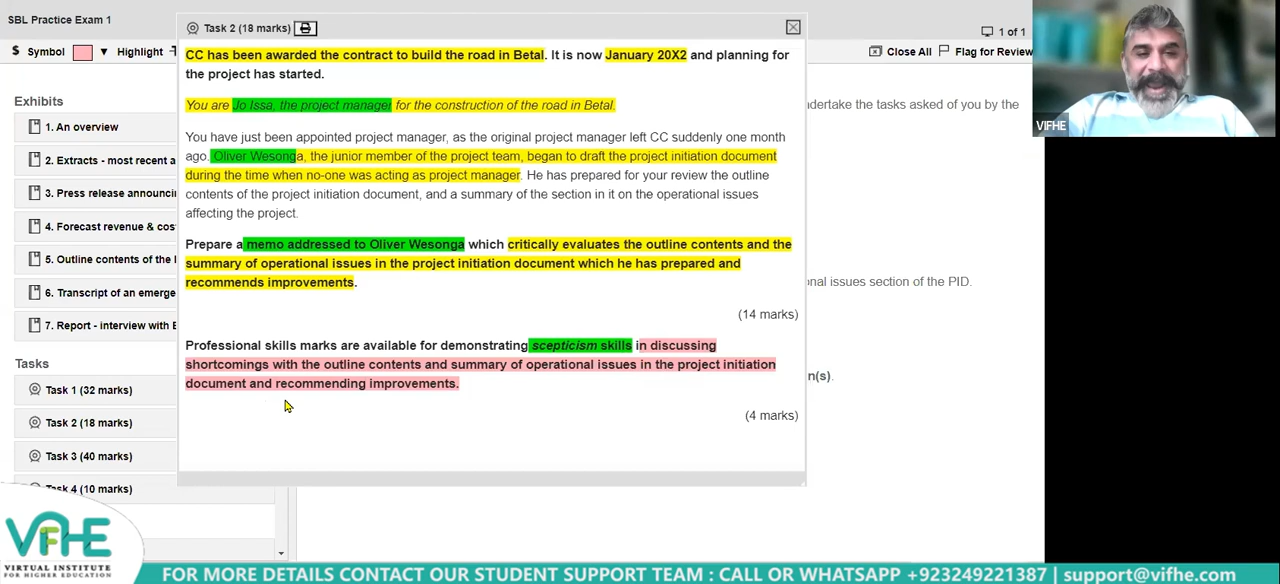 SBL Practice Exam 1
Symbol
Highlight
1 of 1
Close All
Flag for Review
Exhibits
1. An overview
2. Extracts - most recent a
3. Press release announci
4. Forecast revenue & cos
5. Outline contents of the
6. Transcript of an emerge
7. Report - interview with
Tasks
Task 1 (32 marks)
Task 2 (18 marks)
Task 3 (40 marks)
Task 4 (10 marks)
Task 2 (18 marks)
CC has been awarded the contract to build the road in Betal. It is now January 20X2 and planning for
the project has started.
You are Jo Issa, the project manager for the construction of the road in Betal.
You have just been appointed project manager, as the original project manager left CC suddenly one month
ago. Oliver Wesonga, the junior member of the project team, began to draft the project initiation document
during the time when no-one was acting as project manager. He has prepared for your review the outline
contents of the project initiation document, and a summary of the section in it on the operational issues
affecting the project.
Prepare a memo addressed to Oliver Wesonga which critically evaluates the outline contents and the
summary of operational issues in the project initiation document which he has prepared and
recommends improvements.
(14 marks)
Professional skills marks are available for demonstrating scepticism skills in discussing
shortcomings with the outline contents and summary of operational issues in the project initiation
document and recommending improvements.
(4 marks)
ndertake the tasks asked of you by the
nal issues section of the PID.
n(s).
VIFHE
VIFHE
VIRTUAL INSTITUTE
FOR HIGHER EDUCATION
FOR MORE DETAILS CONTACT OUR STUDENT SUPPORT TEAM : CALL OR WHATSAPP +923249221387 | support@vifhe.com